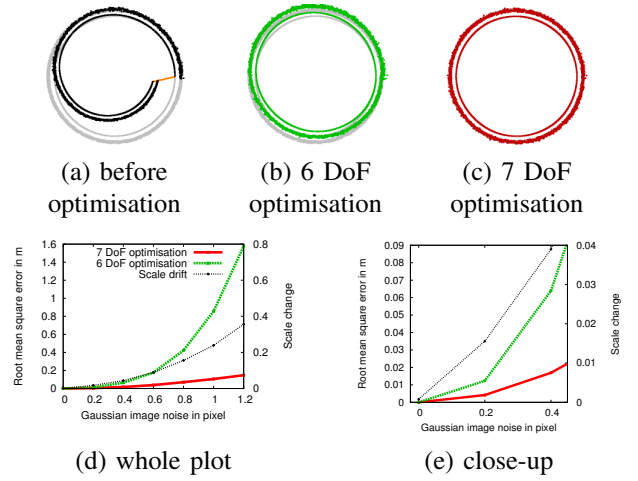 (a) before optimisation
(b) 6 DoF optimisation
(c) 7 DoF optimisation
Root mean square error in m
1.6
1.4
1.2
1
0.8
0.6
0.4
0.2
0
7 DoF optimisation
6 DoF optimisation
Scale drift
0.8
0.6
0.4
0.2
0
Scale change
0 0.2 0.4 0.6 0.8 1 1.2
Gaussian image noise in pixel
(d) whole plot
Root mean square error in m
0.09
0.08
0.07
0.06
0.05
0.04
0.03
0.02
0.01
0
0.04
0.03
0.02
0.01
0
Scale change
0 0.2 0.4
Gaussian image noise in pixel
(e) close-up